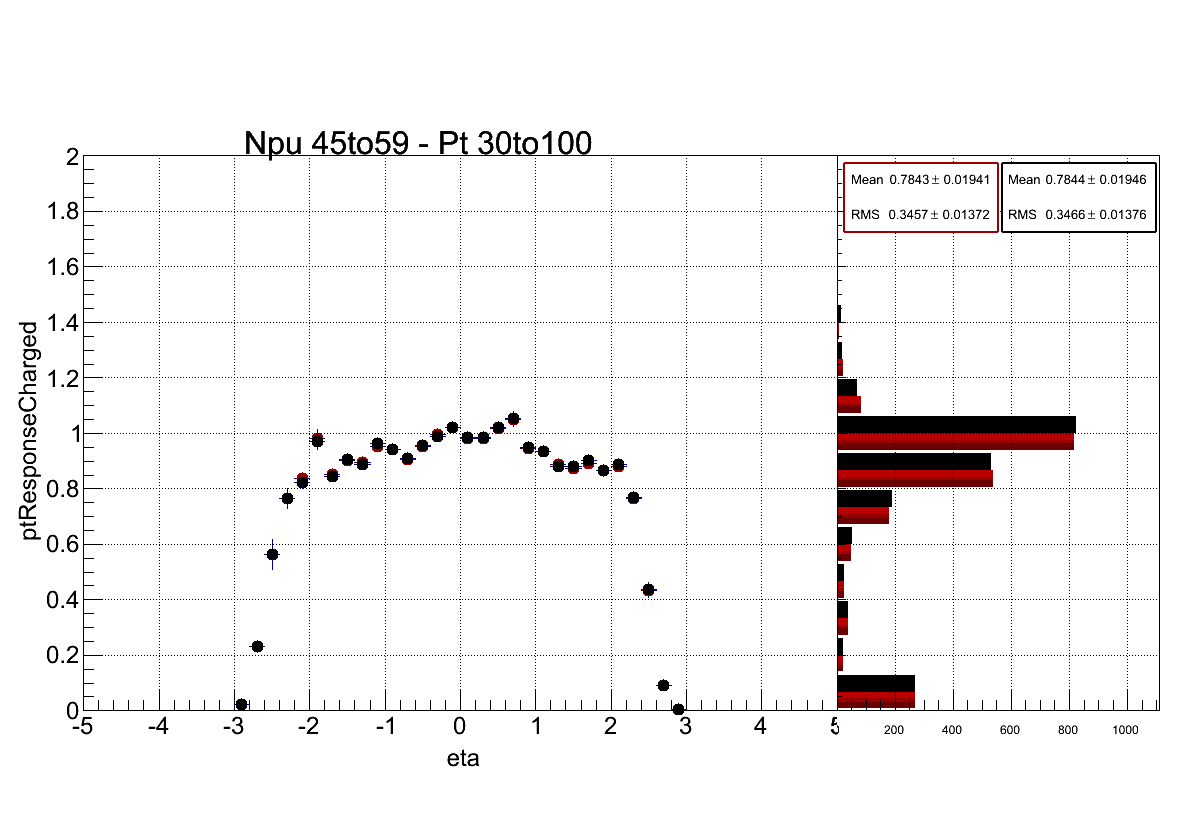 Npu 45to59 - Pt 30to100
ptResponseCharged
2
1.8
1.6
1.4
1.2
1
0.8
0.6
0.4
0.2
0
-5 -4 -3 -2 -1 0 1 2 3 4
eta
Mean 0.7843 ± 0.01941
RMS 0.3457 ± 0.01372
Mean 0.7844 ± 0.01946
RMS 0.3466 ± 0.01376
200 400 600 800 1000